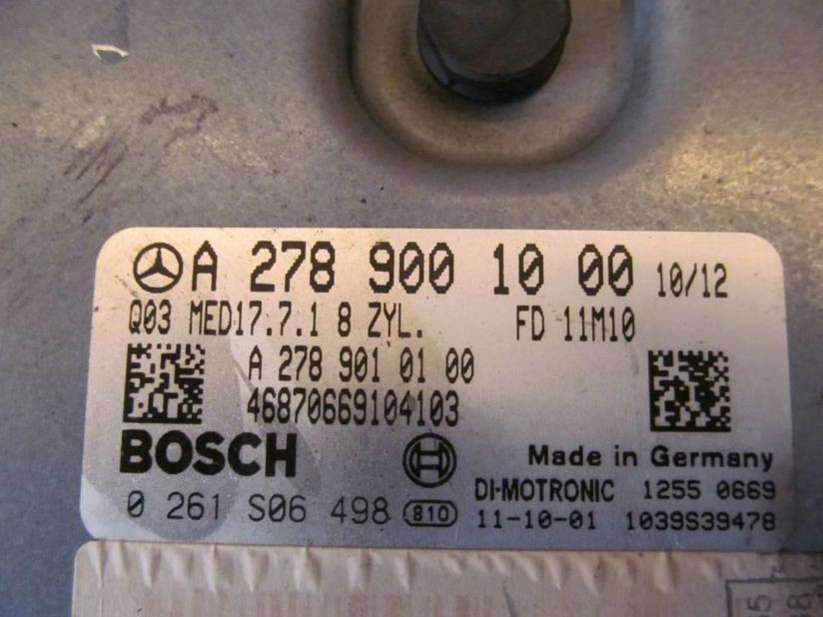 A 278 900 10 00 10/12
Q03 MED17.7.1 8 ZYL. FD 11M10
A 278 901 01 00
46870669104103
BOSCH
Made in Germany
DI-MOTRONIC 1255 0669
0 261 S06 498 810 11-10-01 1039S39478